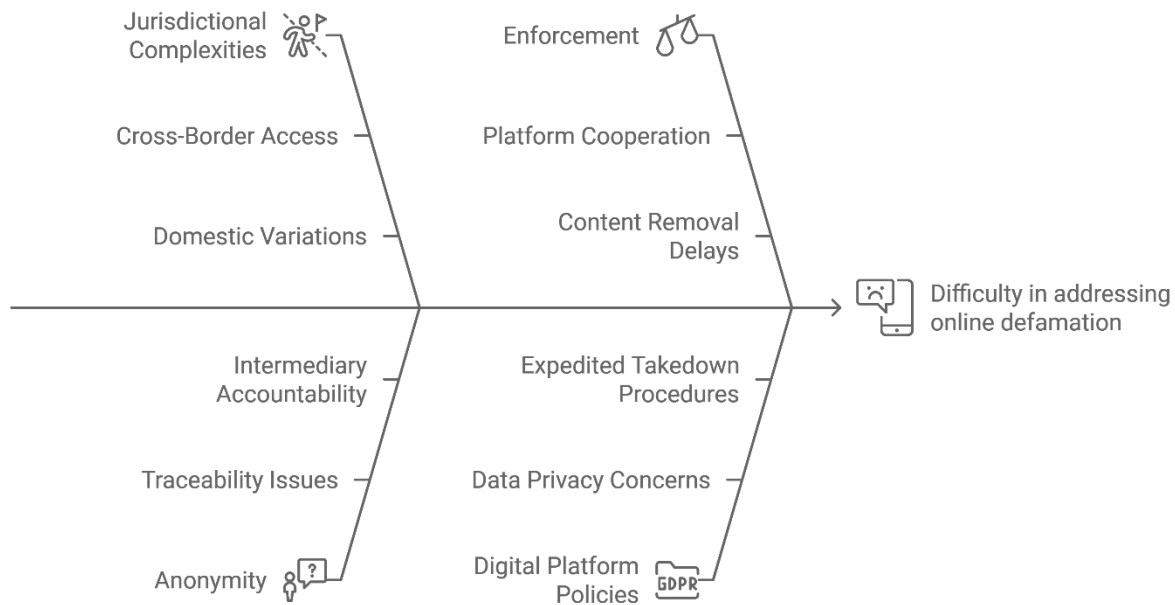 Jurisdictional
Complexities
Cross-Border Access
Domestic Variations
Enforcement
Platform Cooperation
Content Removal
Delays
Difficulty in addressing
online defamation
Intermediary
Accountability
Traceability Issues
Anonymity
?
Expedited Takedown
Procedures
Data Privacy Concerns
Digital Platform
Policies
GDPR